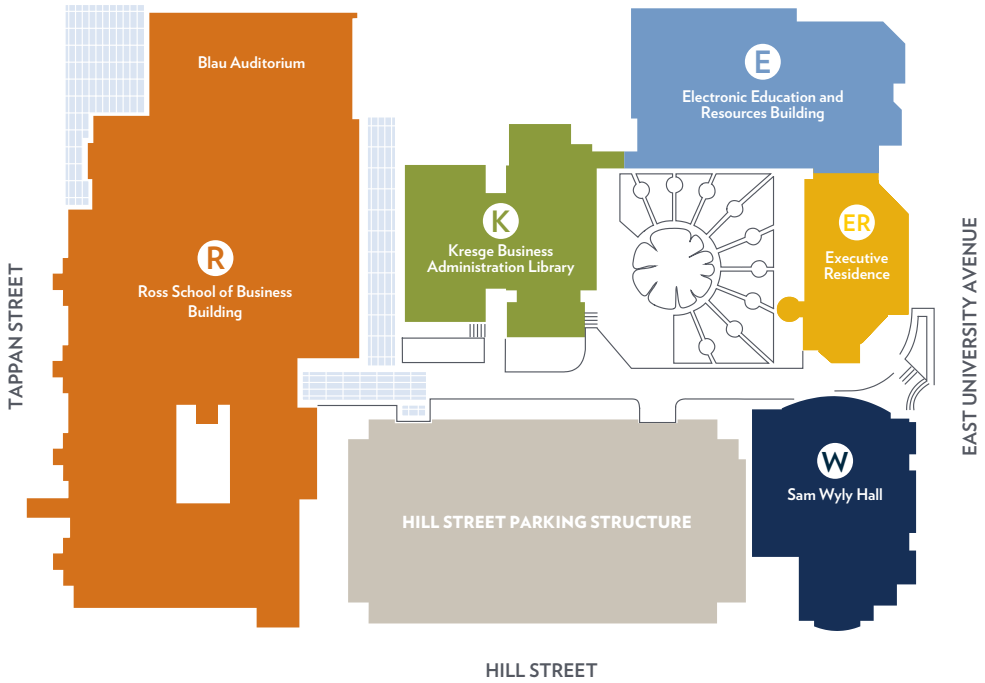 Blau Auditorium
E
Electronic Education and
Resources Building
K
Kresge Business
Administration Library
ER
Executive
Residence
R
Ross School of Business
Building
TAPPAN STREET
EAST UNIVERSITY AVENUE
W
Sam Wyly Hall
HILL STREET PARKING STRUCTURE
HILL STREET